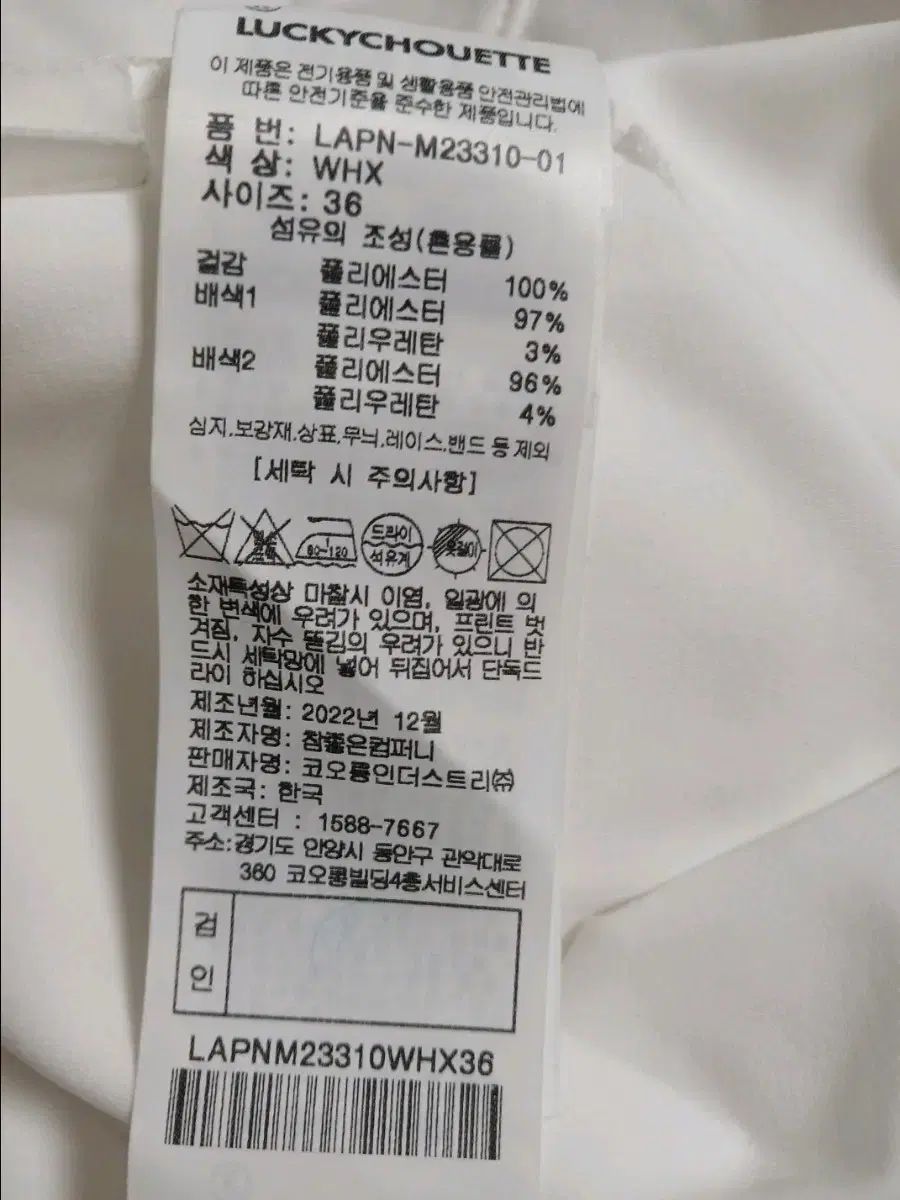 LUCKYCHOUETTE
이 제품은 전기용품 및 생활용품 안전관리법에
따른 안전기준을 준수한 제품입니다.
품 번: LAPN-M23310-01
색 상: WHX
사이즈: 36
섬유의 조성(혼용률)
겉감 폴리에스터 100%
배색1 폴리에스터 97%
폴리우레탄 3%
배색2 폴리에스터 96%
폴리우레탄 4%
심지.보강재.상표.무늬.레이스.밴드 등 제외
[세탁 시 주의사항]
80~120 드라이 석유계 옷걸이
소재특성상 마찰시 이염, 일광에 의
한 변색에 우려가 있으며, 프린트 벗
겨짐, 자수 뜯김의 우려가 있으니 반
드시 세탁망에 넣어 뒤집어서 단독드
라이 하십시오
제조년월: 2022년 12월
제조자명: 참좋은컴퍼니
판매자명: 코오롱인더스트리㈜
제조국: 한국
고객센터 : 1588-7667
주소:경기도 안양시 동안구 관악대로
360 코오롱빌딩4층서비스센터
검
인
LAPNM23310WHX36